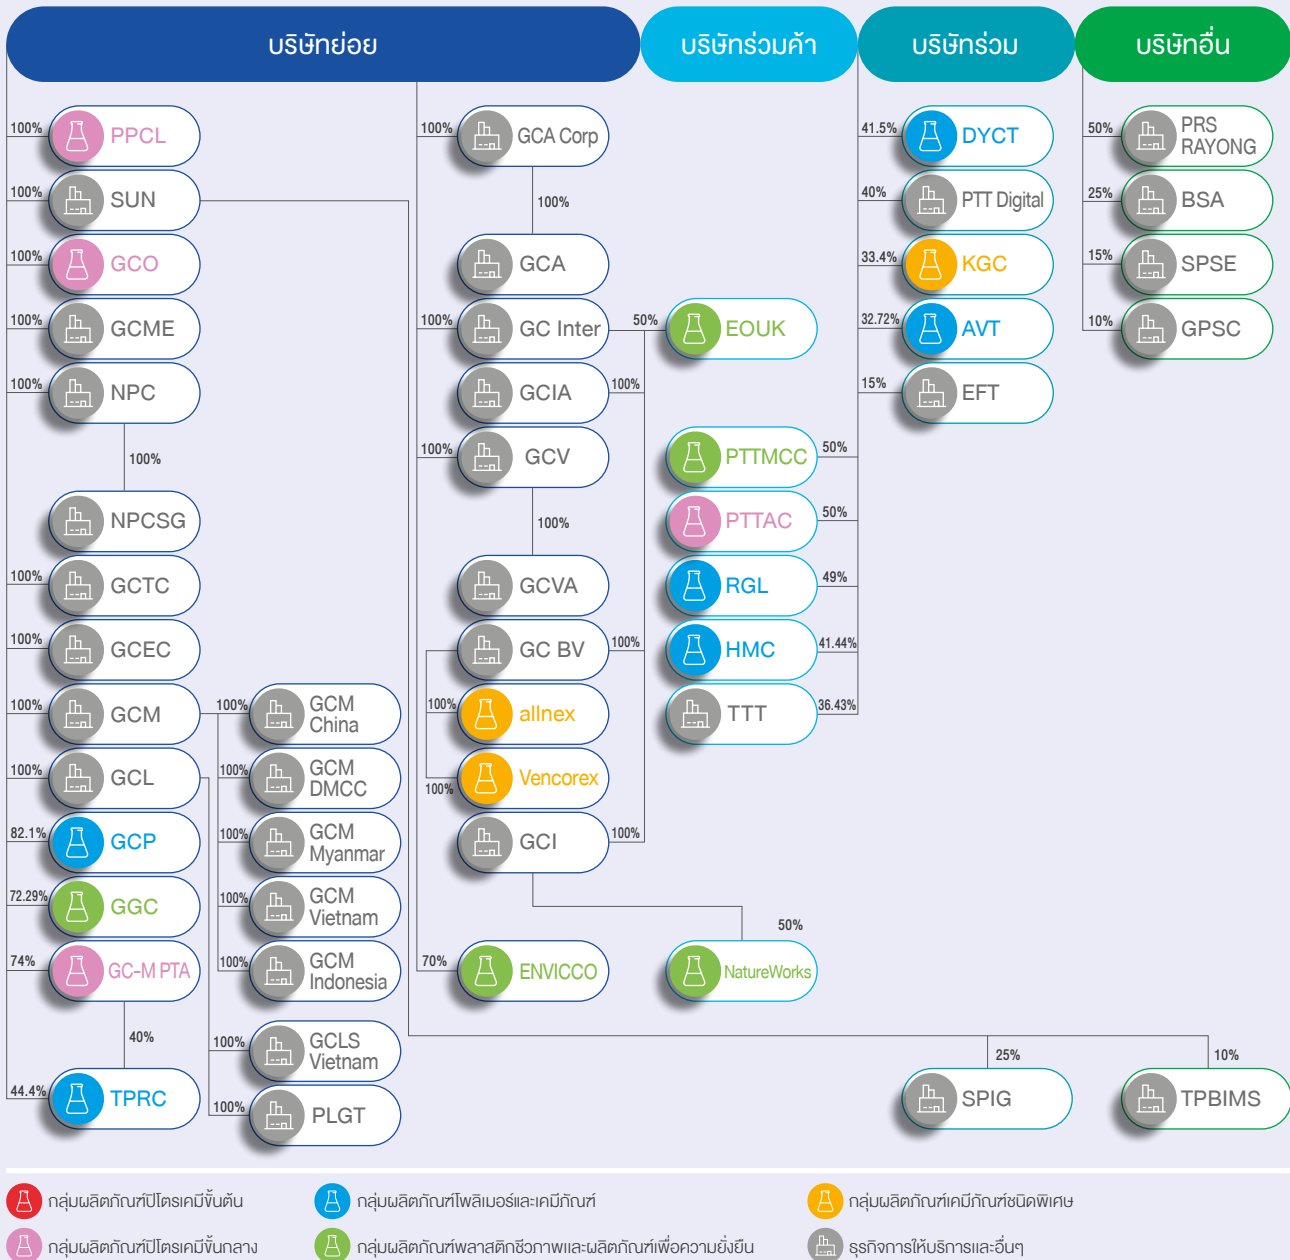 บริษัทย่อย
บริษัทร่วมค้า
บริษัทร่วม
บริษัทอื่น
100%
PPCL
100%
SUN
100%
GCO
100%
GCME
100%
NPC
100%
NPCSG
100%
GCTC
100%
GCEC
100%
GCM
100%
GCL
82.1%
GCP
72.29%
GGC
74%
GC-M PTA
40%
44.4%
TPRC
100%
GCM
China
100%
GCM
DMCC
100%
GCM
Myanmar
100%
GCM
Vietnam
100%
GCM
Indonesia
100%
GCLS
Vietnam
100%
PLGT
100%
GCA Corp
100%
GCA
100%
GC Inter
GCIA
100%
100%
GCV
100%
GCVA
GC BV
100%
100%
allnex
100%
Vencorex
GCI
100%
70%
ENVICCO
50%
EOUK
PTTMCC
50%
PTTAC
50%
RGL
49%
HMC
41.44%
TTT
36.43%
50%
NatureWorks
41.5%
DYCT
40%
PTT Digital
33.4%
KGC
32.72%
AVT
15%
EFT
25%
SPIG
50%
PRS
RAYONG
25%
BSA
15%
SPSE
10%
GPSC
10%
TPBIMS
กลุ่มผลิตภัณฑ์ปิโตรเคมีขั้นต้น
กลุ่มผลิตภัณฑ์โพลิเมอร์และเคมีภัณฑ์
กลุ่มผลิตภัณฑ์เคมีภัณฑ์ชนิดพิเศษ
กลุ่มผลิตภัณฑ์ปิโตรเคมีขั้นกลาง
กลุ่มผลิตภัณฑ์พลาสติกชีวภาพและผลิตภัณฑ์เพื่อความยั่งยืน
ธุรกิจการให้บริการและอื่นๆ